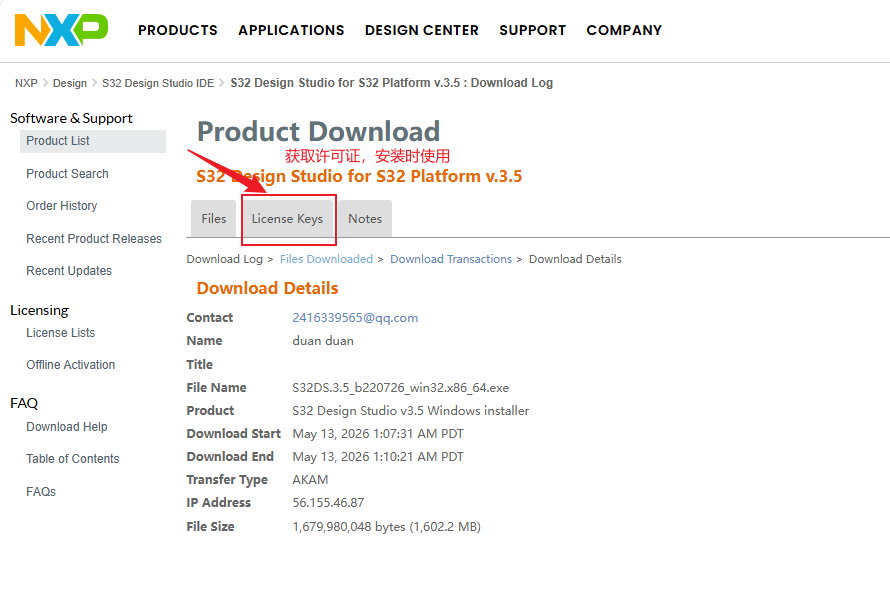 NXP
PRODUCTS APPLICATIONS DESIGN CENTER SUPPORT COMPANY
NXP > Design > S32 Design Studio IDE > S32 Design Studio for S32 Platform v.3.5 : Download Log
Software & Support
Product List
Product Search
Order History
Recent Product Releases
Recent Updates
Licensing
License Lists
Offline Activation
FAQ
Download Help
Table of Contents
FAQs
Product Download
获取许可证，安装时使用
S32 Design Studio for S32 Platform v.3.5
Files License Keys Notes
Download Log > Files Downloaded > Download Transactions > Download Details
Download Details
Contact 2416339565@qq.com
Name duan duan
Title
File Name S32DS.3.5_b220726_win32.x86_64.exe
Product S32 Design Studio v3.5 Windows installer
Download Start May 13, 2026 1:07:31 AM PDT
Download End May 13, 2026 1:10:21 AM PDT
Transfer Type AKAM
IP Address 56.155.46.87
File Size 1,679,980,048 bytes (1,602.2 MB)